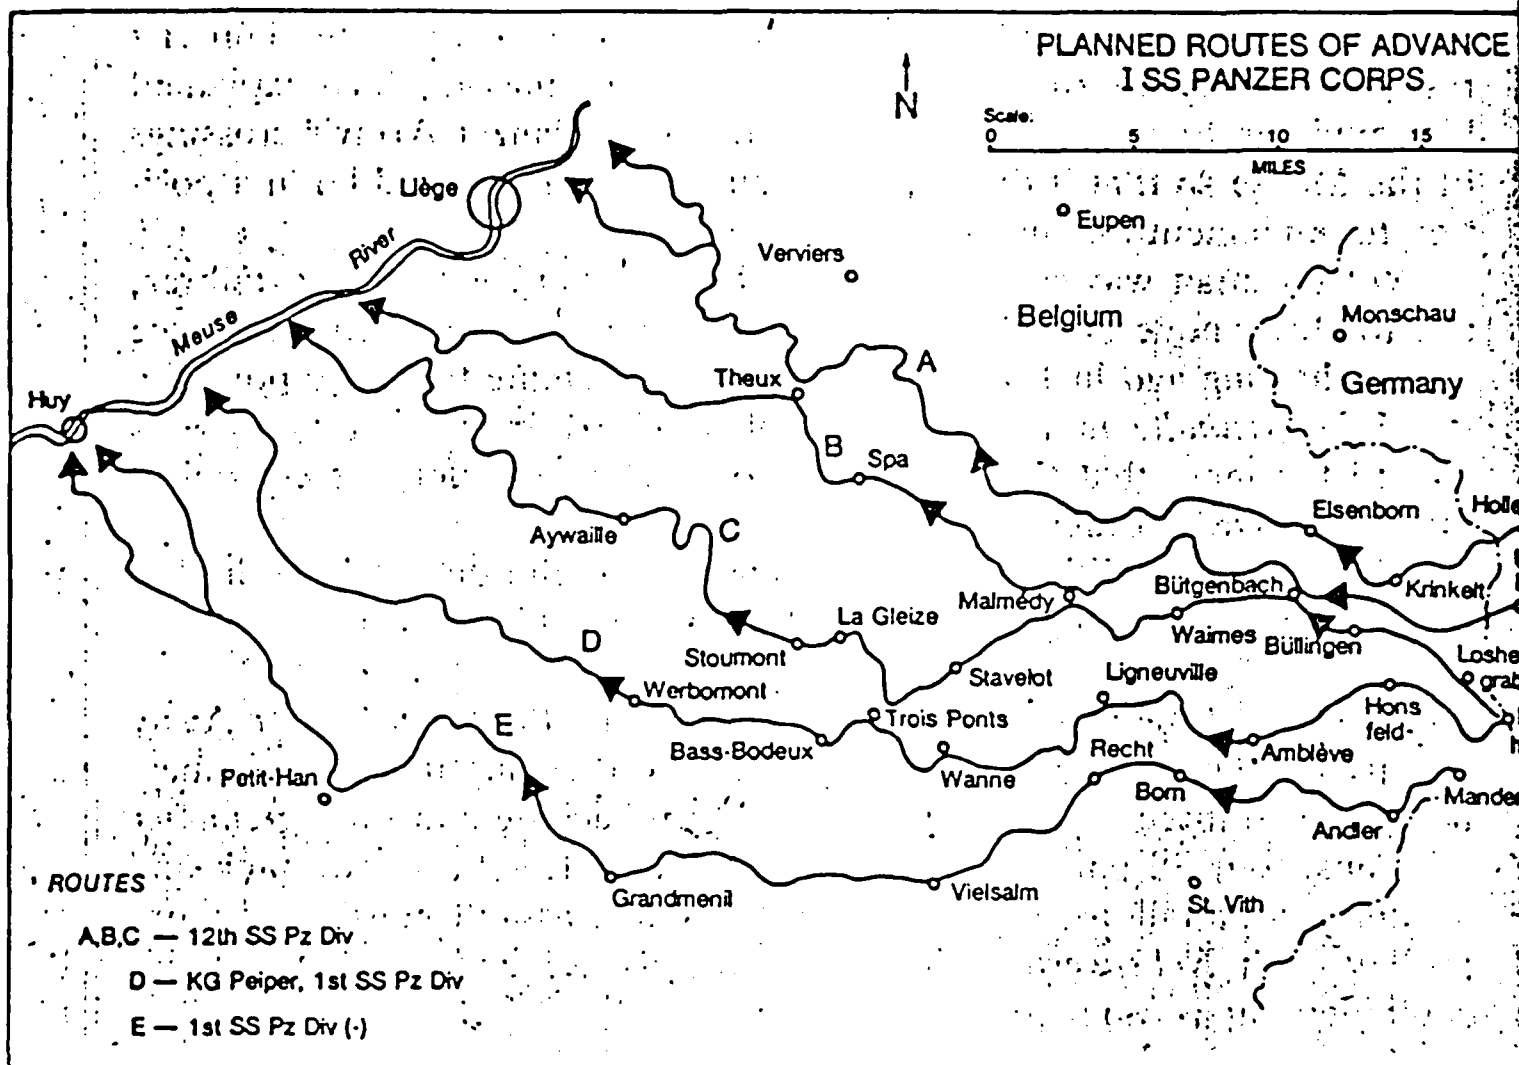 PLANNED ROUTES OF ADVANCE
I SS PANZER CORPS
N
Scale:
0 5 10 15
MILES
Liège
Eupen
River
Verviers
Belgium
Monschau
Meuse
Germany
A
Theux
Huy
B
Spa
Elsenborn
Aywaille
C
Bütgenbach
Krinkelt
Malmédy
La Gleize
Waimes
Büllingen
Stoumont
D
Stavelot
Ligneuville
Werbomont
Hons
feld
Trois Ponts
E
Bass-Bodeux
Recht
Amblève
Wanne
Petit-Han
Born
Andler
ROUTES
Grandmenil
Vielsalm
St. Vith
A,B,C — 12th SS Pz Div
D — KG Peiper, 1st SS Pz Div
E — 1st SS Pz Div (-)